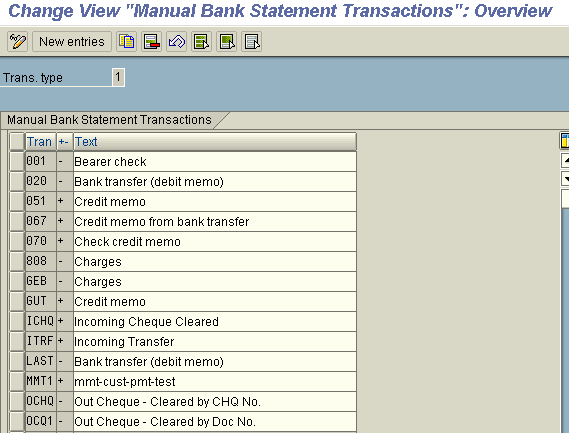 Change View "Manual Bank Statement Transactions": Overview
New entries
Trans. type 1
Manual Bank Statement Transactions
Tran +- Text
001 - Bearer check
020 - Bank transfer (debit memo)
051 + Credit memo
067 + Credit memo from bank transfer
070 + Check credit memo
808 - Charges
GEB - Charges
GUT + Credit memo
ICHQ + Incoming Cheque Cleared
ITRF + Incoming Transfer
LAST - Bank transfer (debit memo)
MMT1 + mmt-cust-pmt-test
OCHQ - Out Cheque - Cleared by CHQ No.
OCQ1 - Out Cheque - Cleared by Doc No.